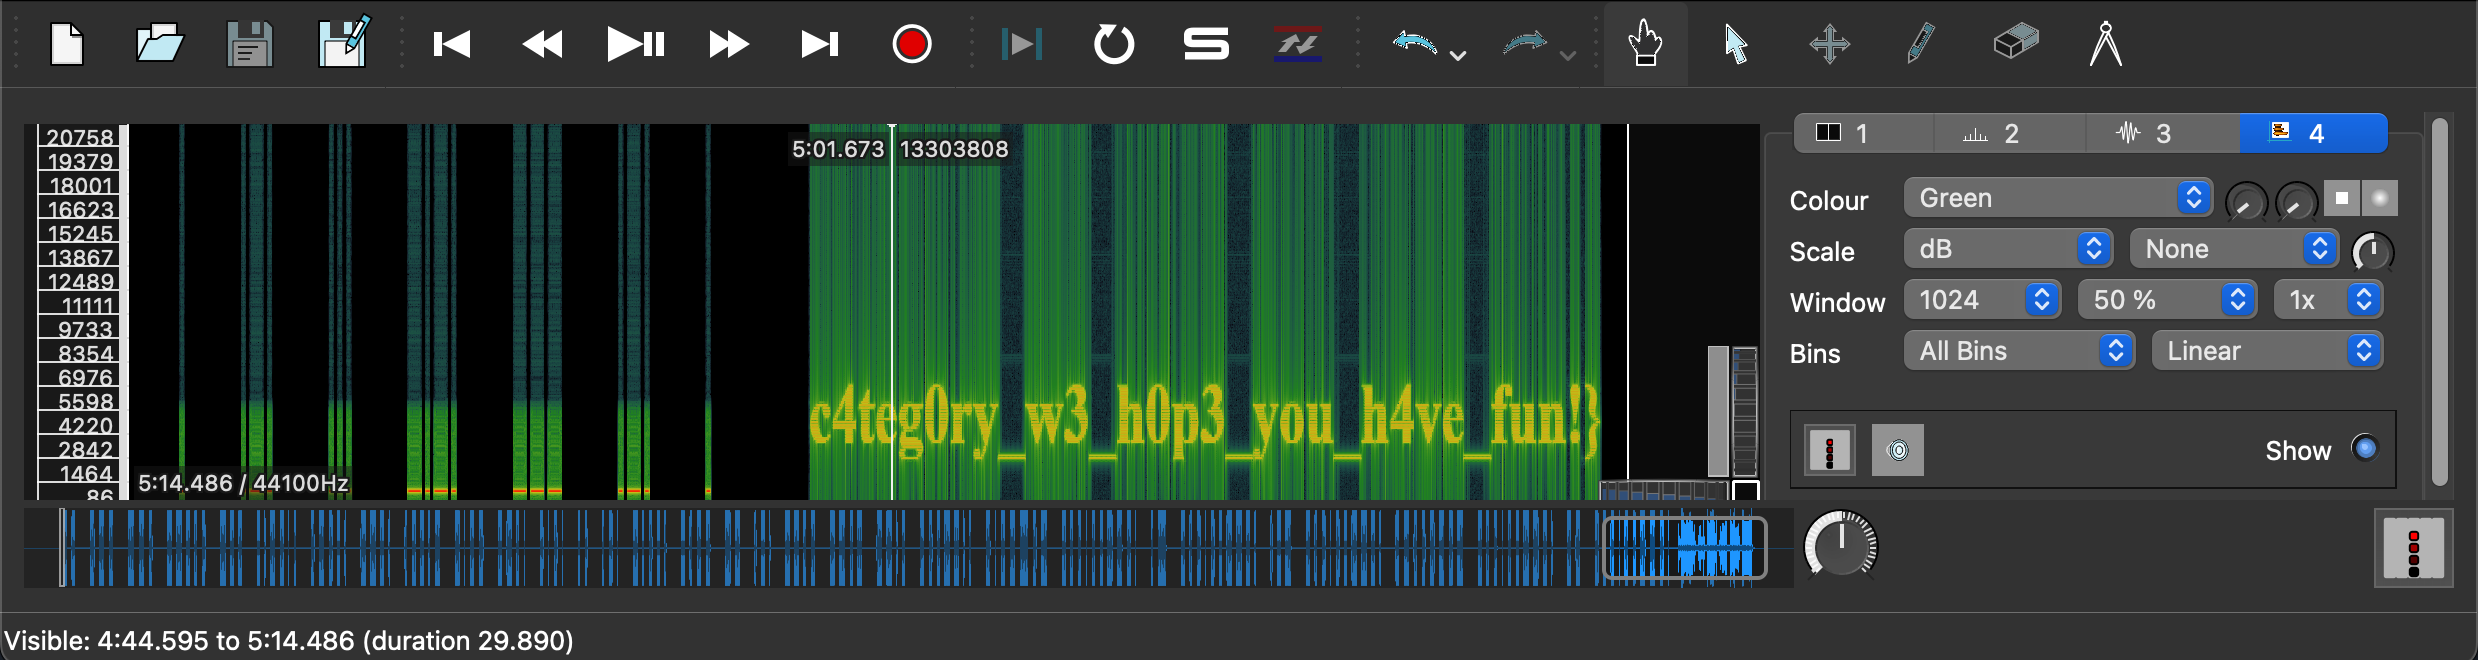 20758
19379
18001
16623
15245
13867
12489
11111
9733
8354
6976
5598
4220
2842
1464
86
5:01.673 13303808
c4teg0ry_w3_h0p3_you_h4ve_fun!}
5:14.486 / 44100Hz
1 2 3 4
Colour Green
Scale dB None
Window 1024 50 % 1x
Bins All Bins Linear
Show
Visible: 4:44.595 to 5:14.486 (duration 29.890)